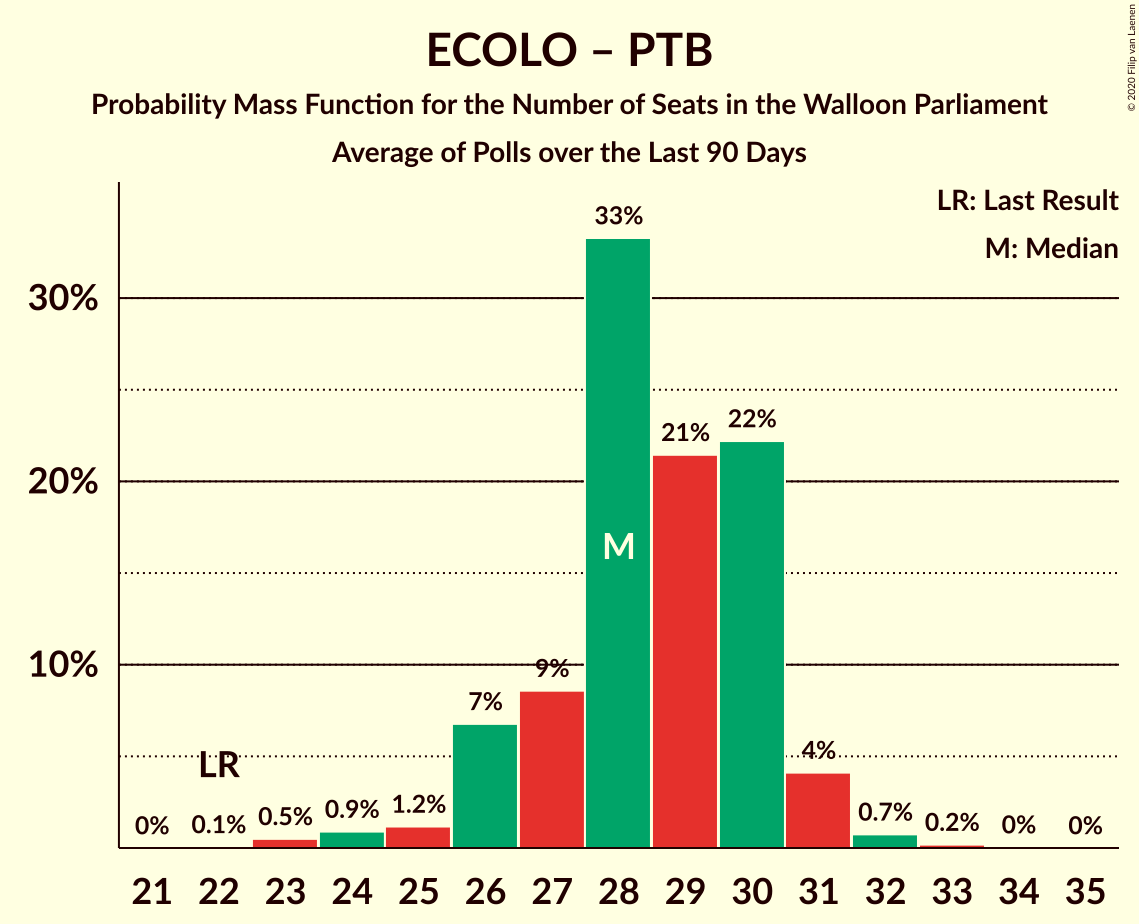 ECOLO – PTB
Probability Mass Function for the Number of Seats in the Walloon Parliament
Average of Polls over the Last 90 Days
© 2020 Filip van Laenen
LR: Last Result
M: Median
30%
20%
10%
0%
0.1%
0.5%
0.9%
1.2%
7%
9%
33%
21%
22%
4%
0.7%
0.2%
0%
0%
LR
M
21 22 23 24 25 26 27 28 29 30 31 32 33 34 35